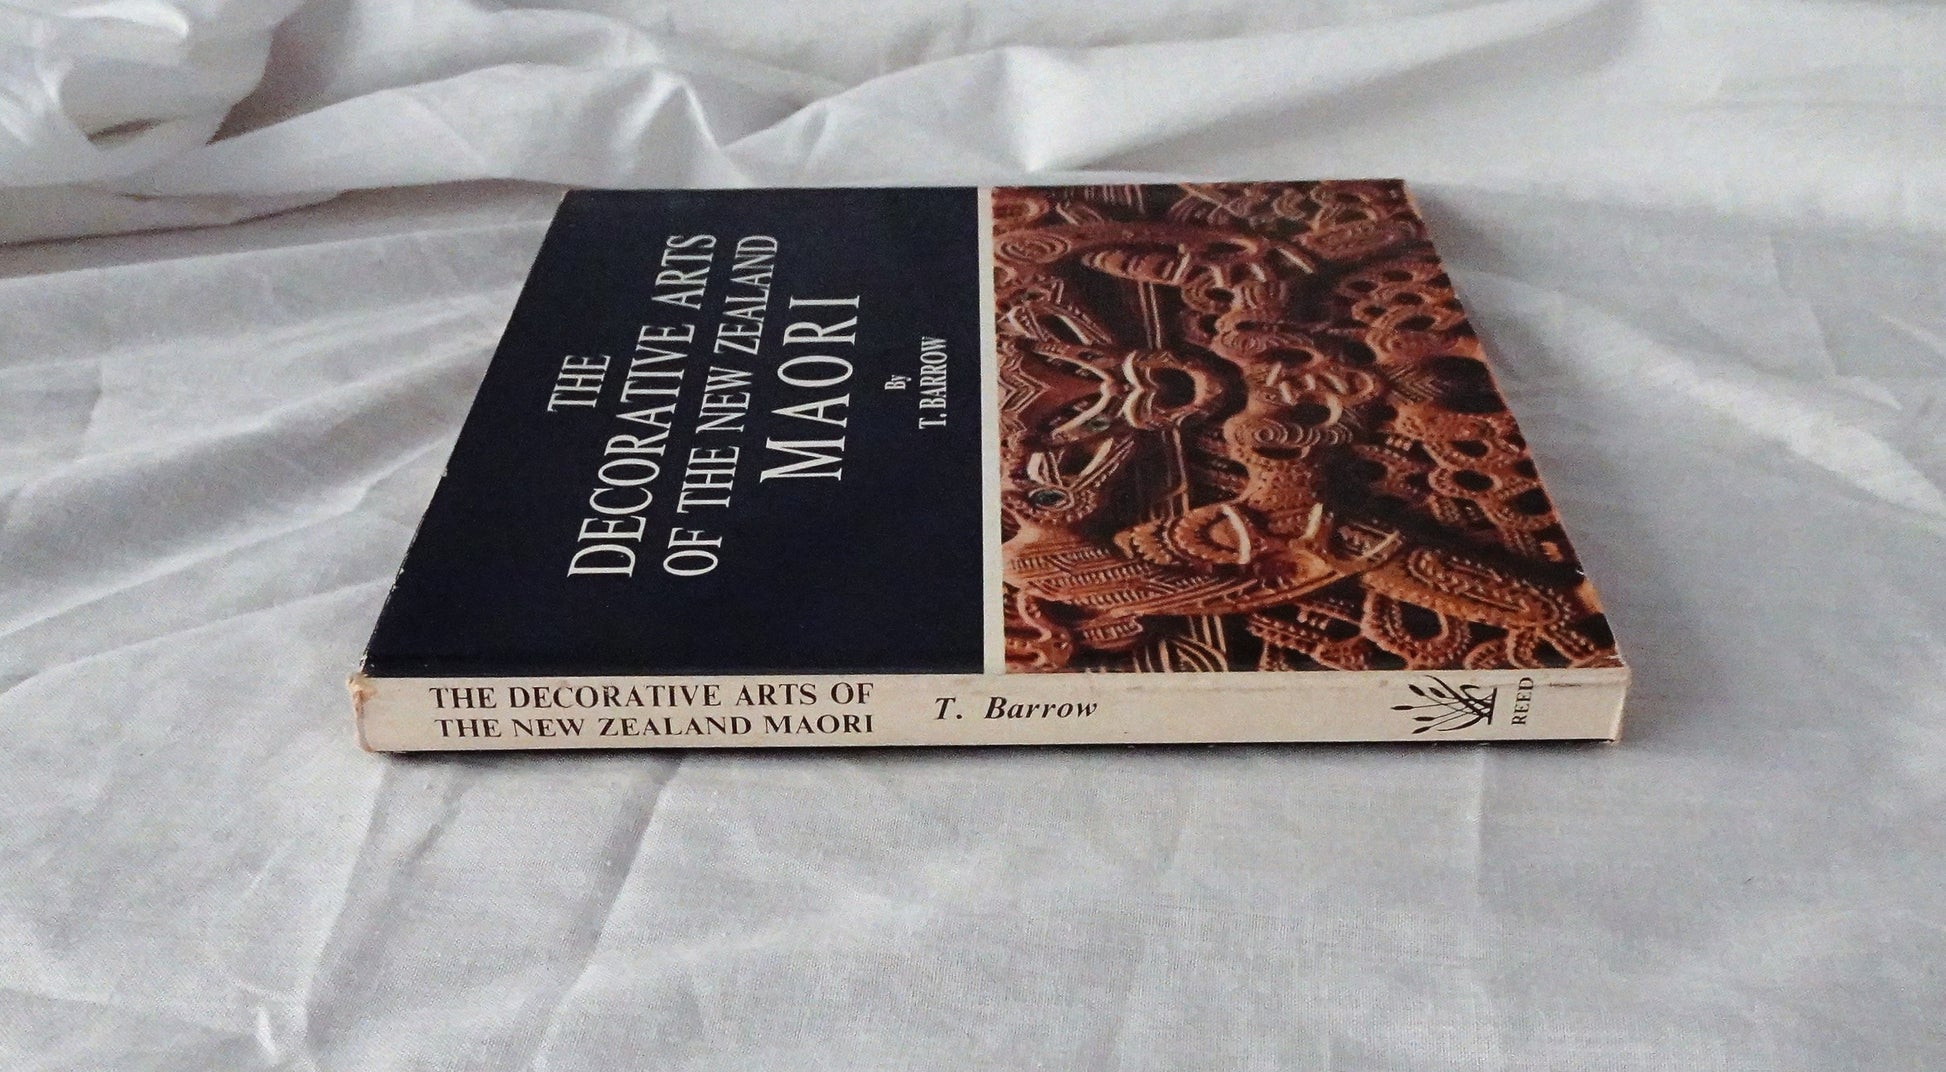 THE
DECORATIVE ARTS
OF THE NEW ZEALAND
MAORI
By
T. BARROW
THE DECORATIVE ARTS OF
THE NEW ZEALAND MAORI
T. Barrow
REED